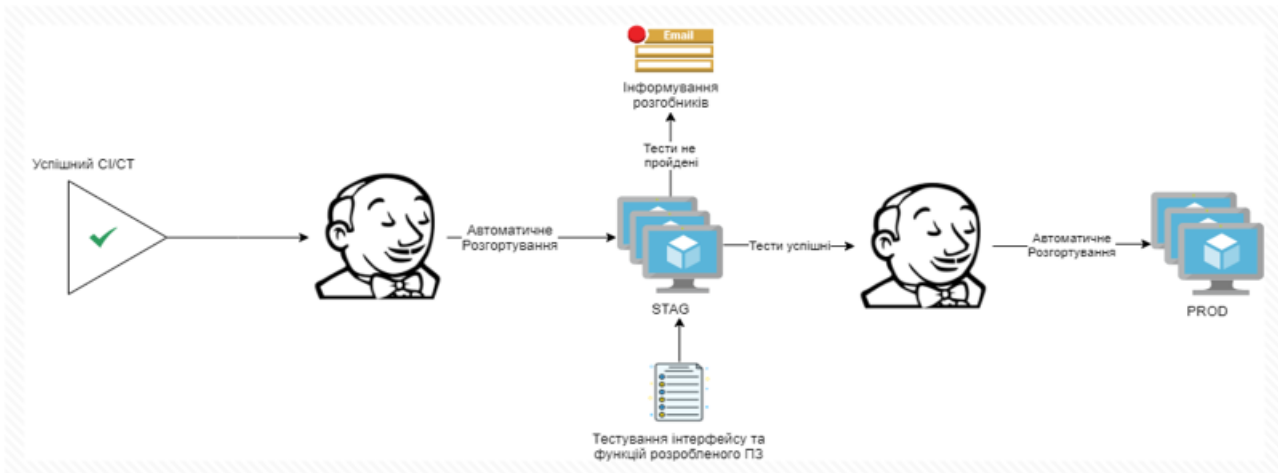 Email
Інформування
розгобників
Тести не
пройдені
Успішний CI/CT
Автоматичне
Розгортування
Тести успішні
Автоматичне
Розгортування
STAG
PROD
Тестування інтерфейсу та
функцій розробленого ПЗ